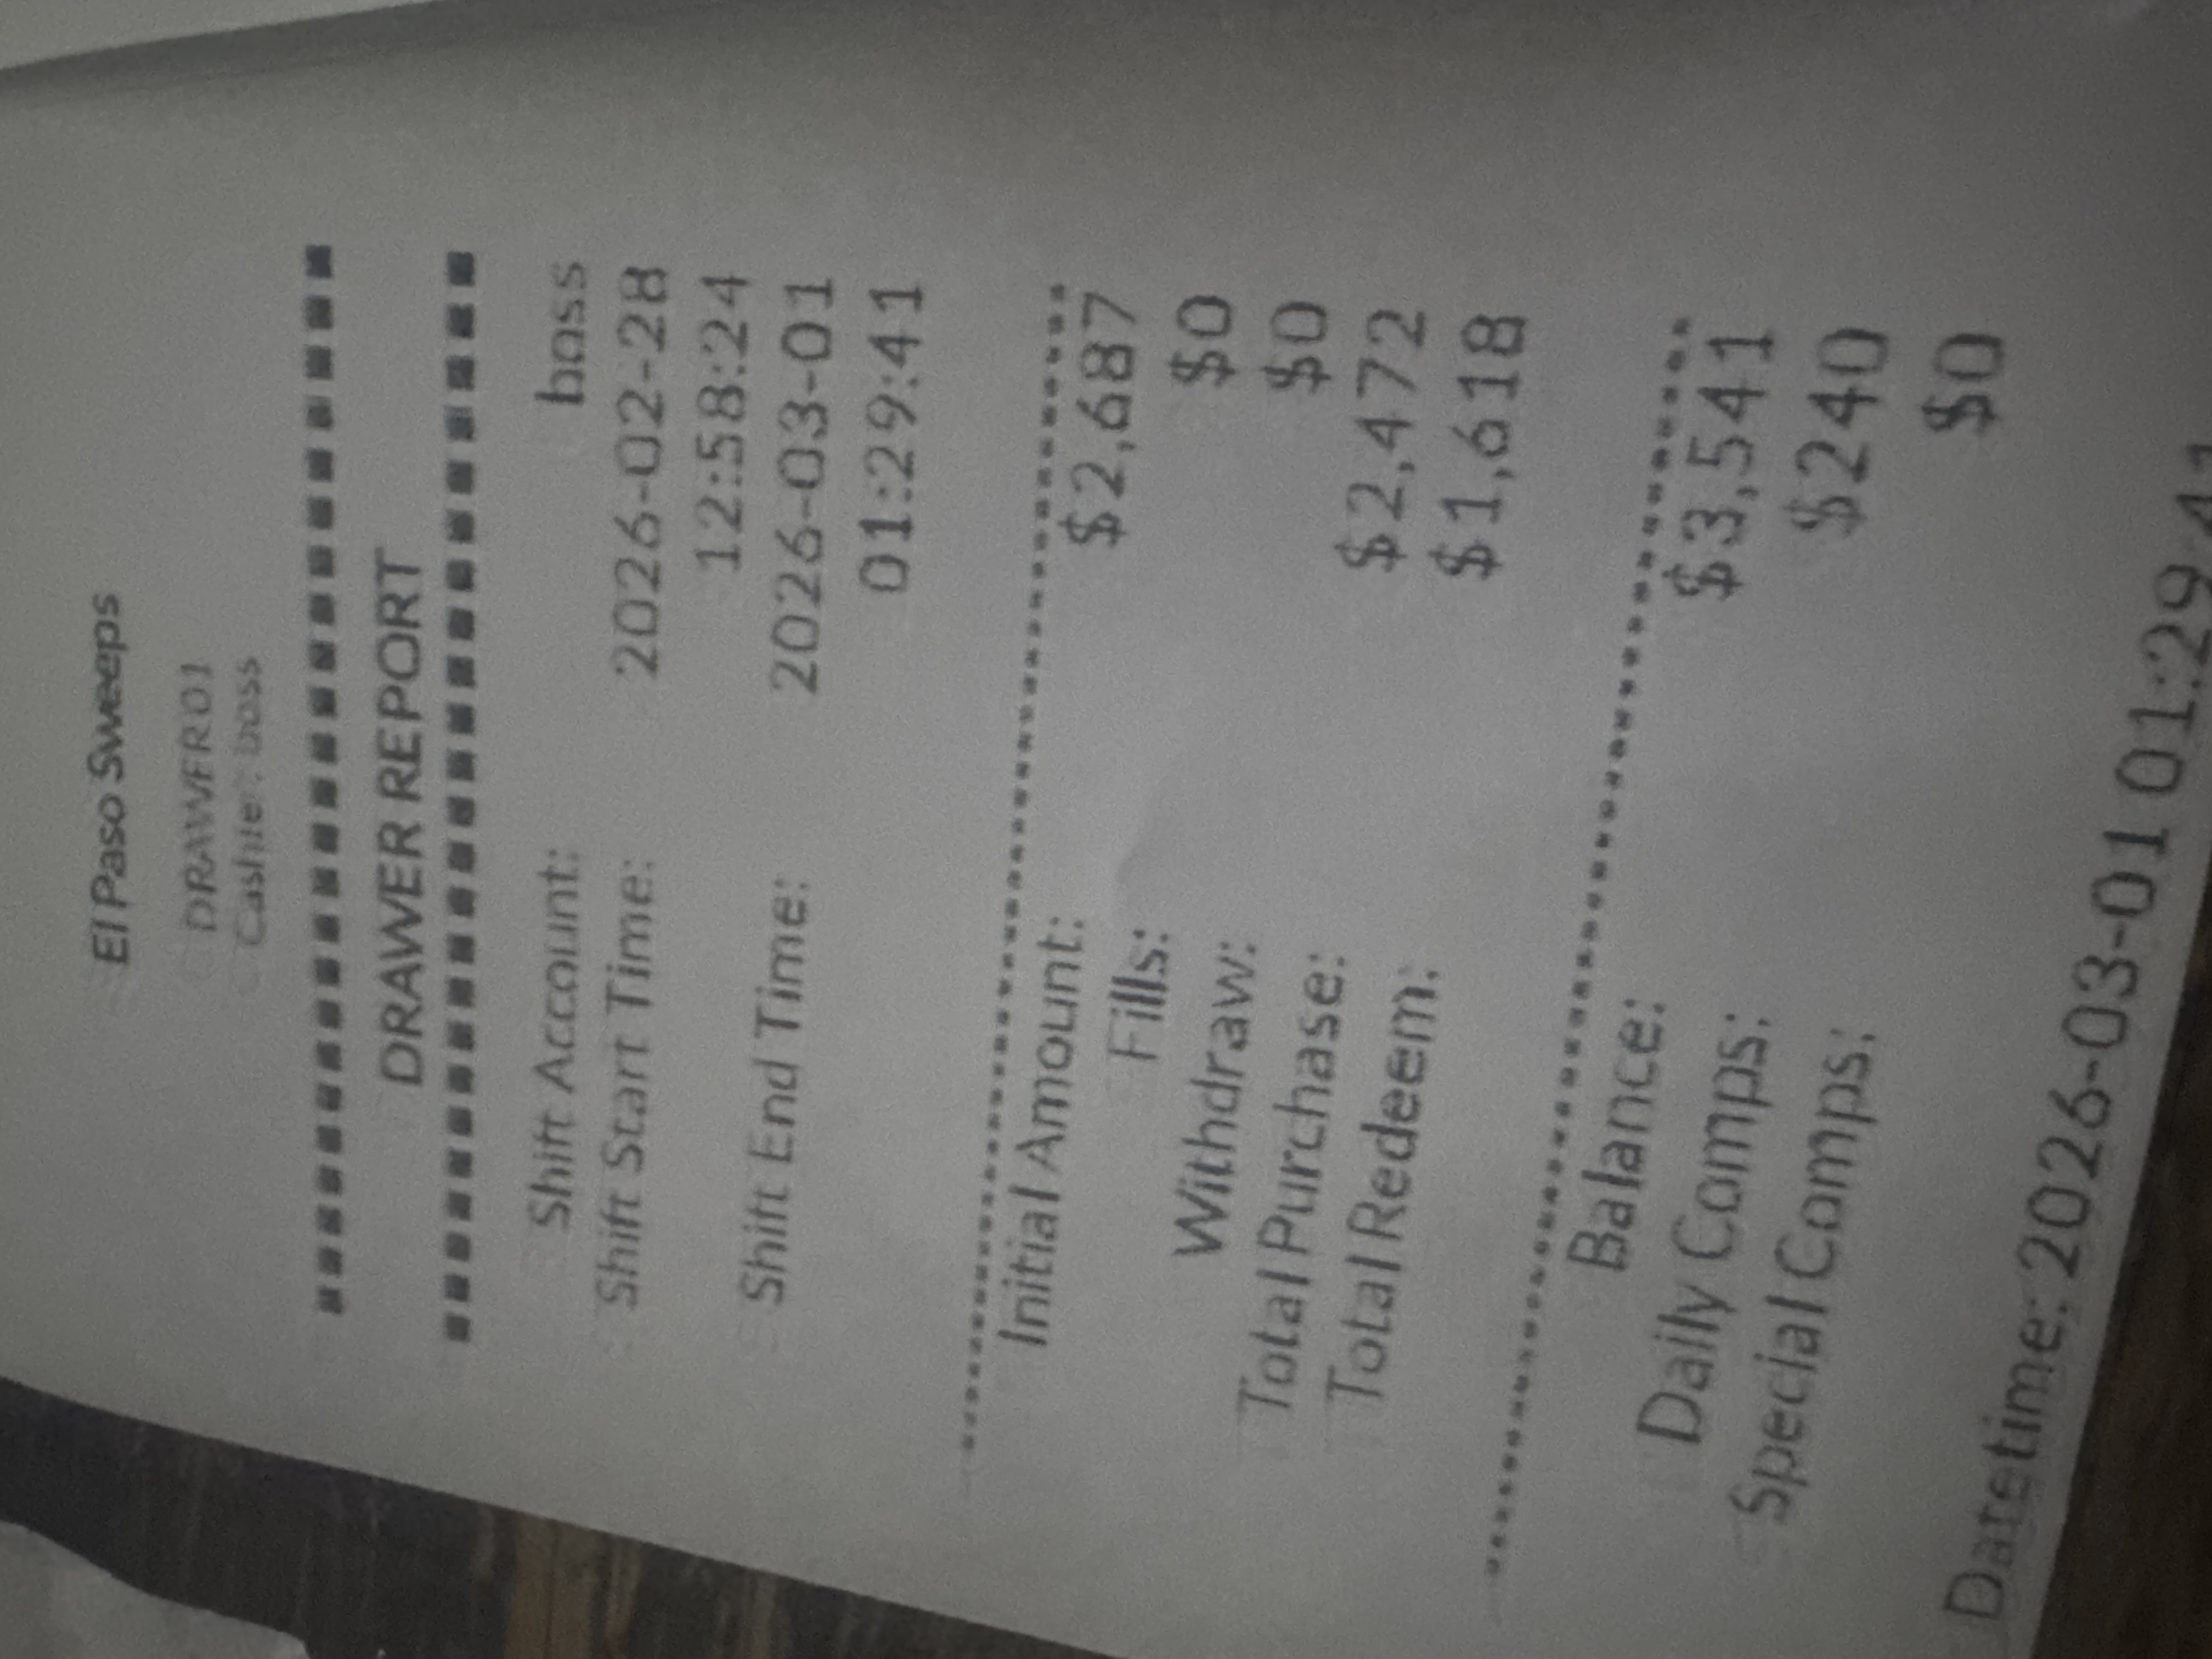 El Paso Sweeps
DRAWER01
Cashier: boss
DRAWER REPORT
Shift Account: boss
Shift Start Time: 2026-02-28
12:58:24
Shift End Time: 2026-03-01
01:29:41
Initial Amount: $2,687
Fills: $0
Withdraw: $0
Total Purchase: $2,472
Total Redeem: $1,618
Balance: $3,541
Daily Comps: $240
Special Comps: $0
Datetime: 2026-03-01 01:29:41